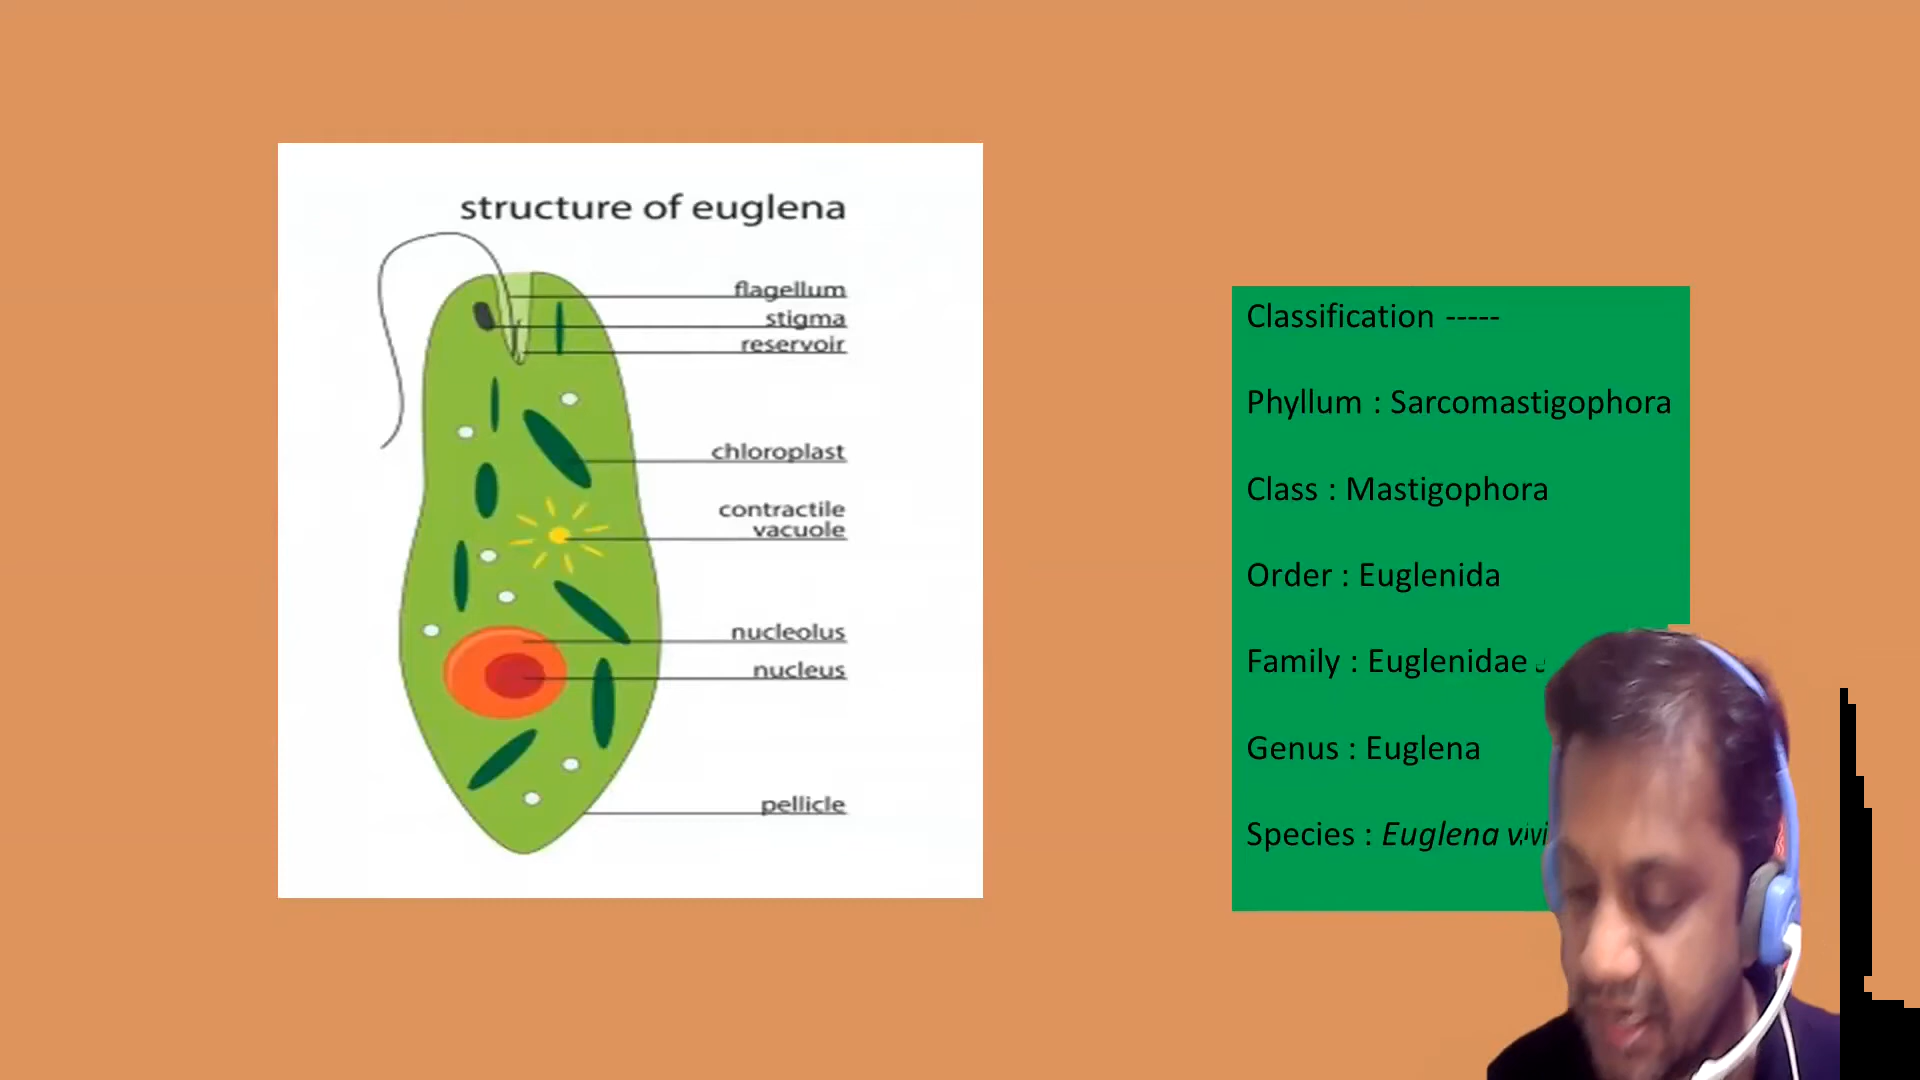 structure of euglena
flagellum
stigma
reservoir
chloroplast
contractile
vacuole
nucleolus
nucleus
pellicle
Classification -----
Phyllum : Sarcomastigophora
Class : Mastigophora
Order : Euglenida
Family : Euglenidae
Genus : Euglena
Species : Euglena